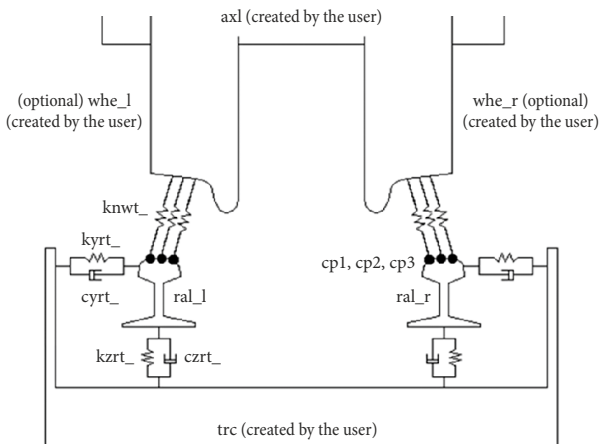 axl (created by the user)
(optional) whe_l
(created by the user)
whe_r (optional)
(created by the user)
knwt_
kyrt_
cyrt_
ral_l
cp1, cp2, cp3
ral_r
kzrt_
czrt_
trc (created by the user)